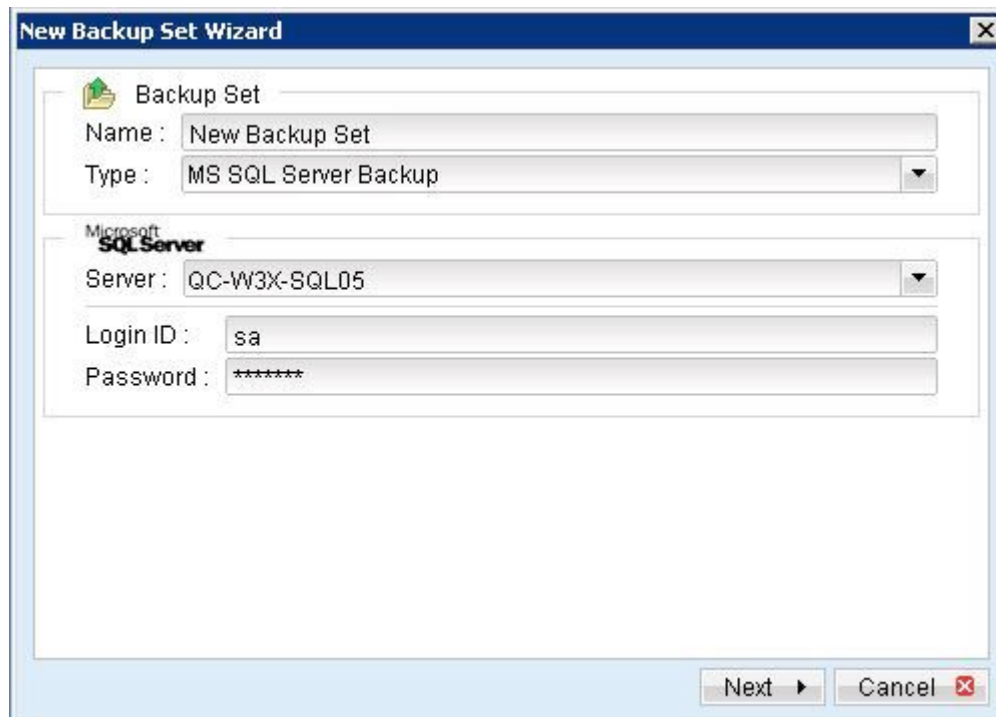 New Backup Set Wizard
Backup Set
Name : New Backup Set
Type : MS SQL Server Backup
Microsoft
SQL Server
Server : QC-W3X-SQL05
Login ID : sa
Password : *******
Next Cancel